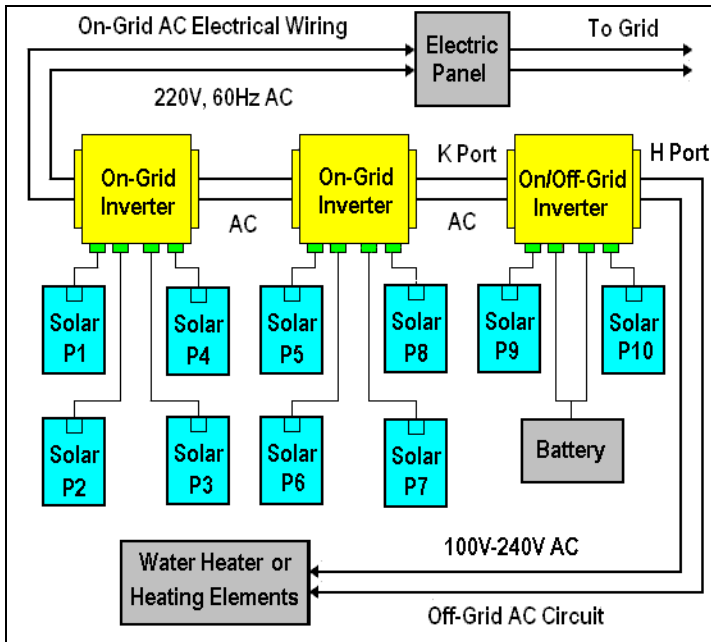 On-Grid AC Electrical Wiring
Electric
Panel
To Grid
220V, 60Hz AC
K Port
H Port
On-Grid
Inverter
On-Grid
Inverter
On/Off-Grid
Inverter
AC
AC
Solar
P1
Solar
P4
Solar
P5
Solar
P8
Solar
P9
Solar
P10
Solar
P2
Solar
P3
Solar
P6
Solar
P7
Battery
100V-240V AC
Water Heater or
Heating Elements
Off-Grid AC Circuit